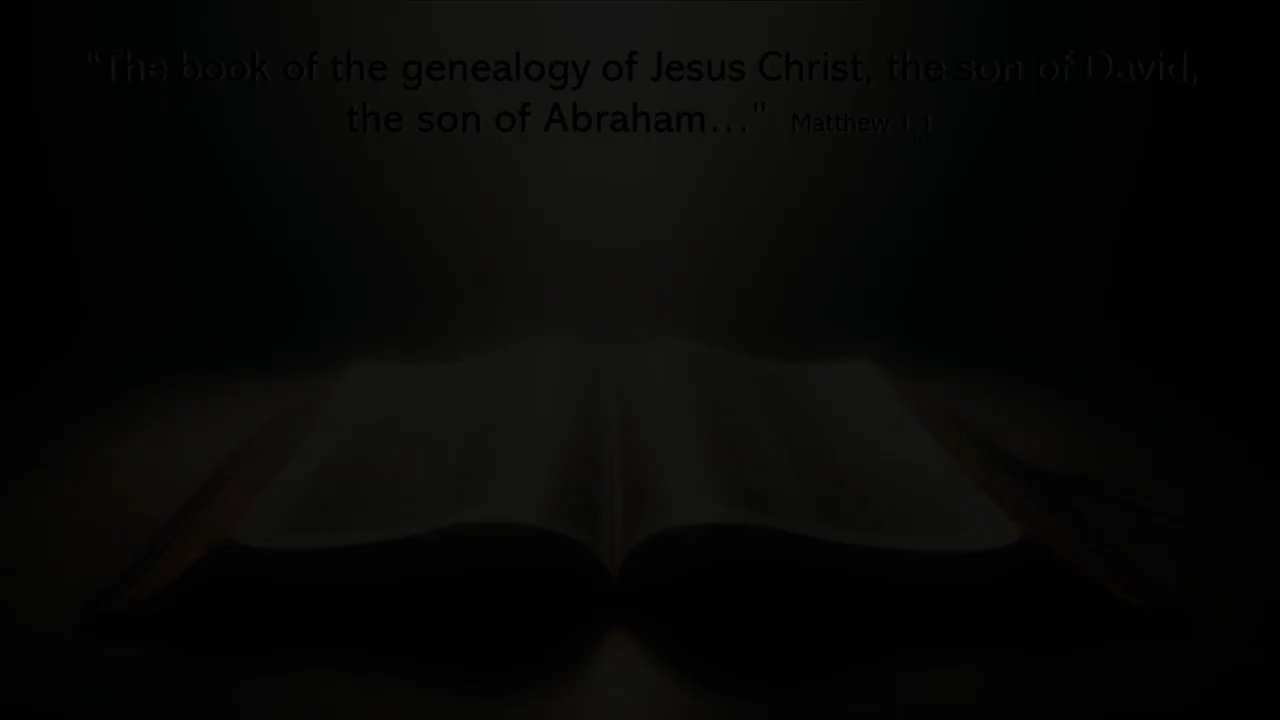 "The book of the genealogy of Jesus Christ, the son of David,
the son of Abraham…" Matthew 1:1